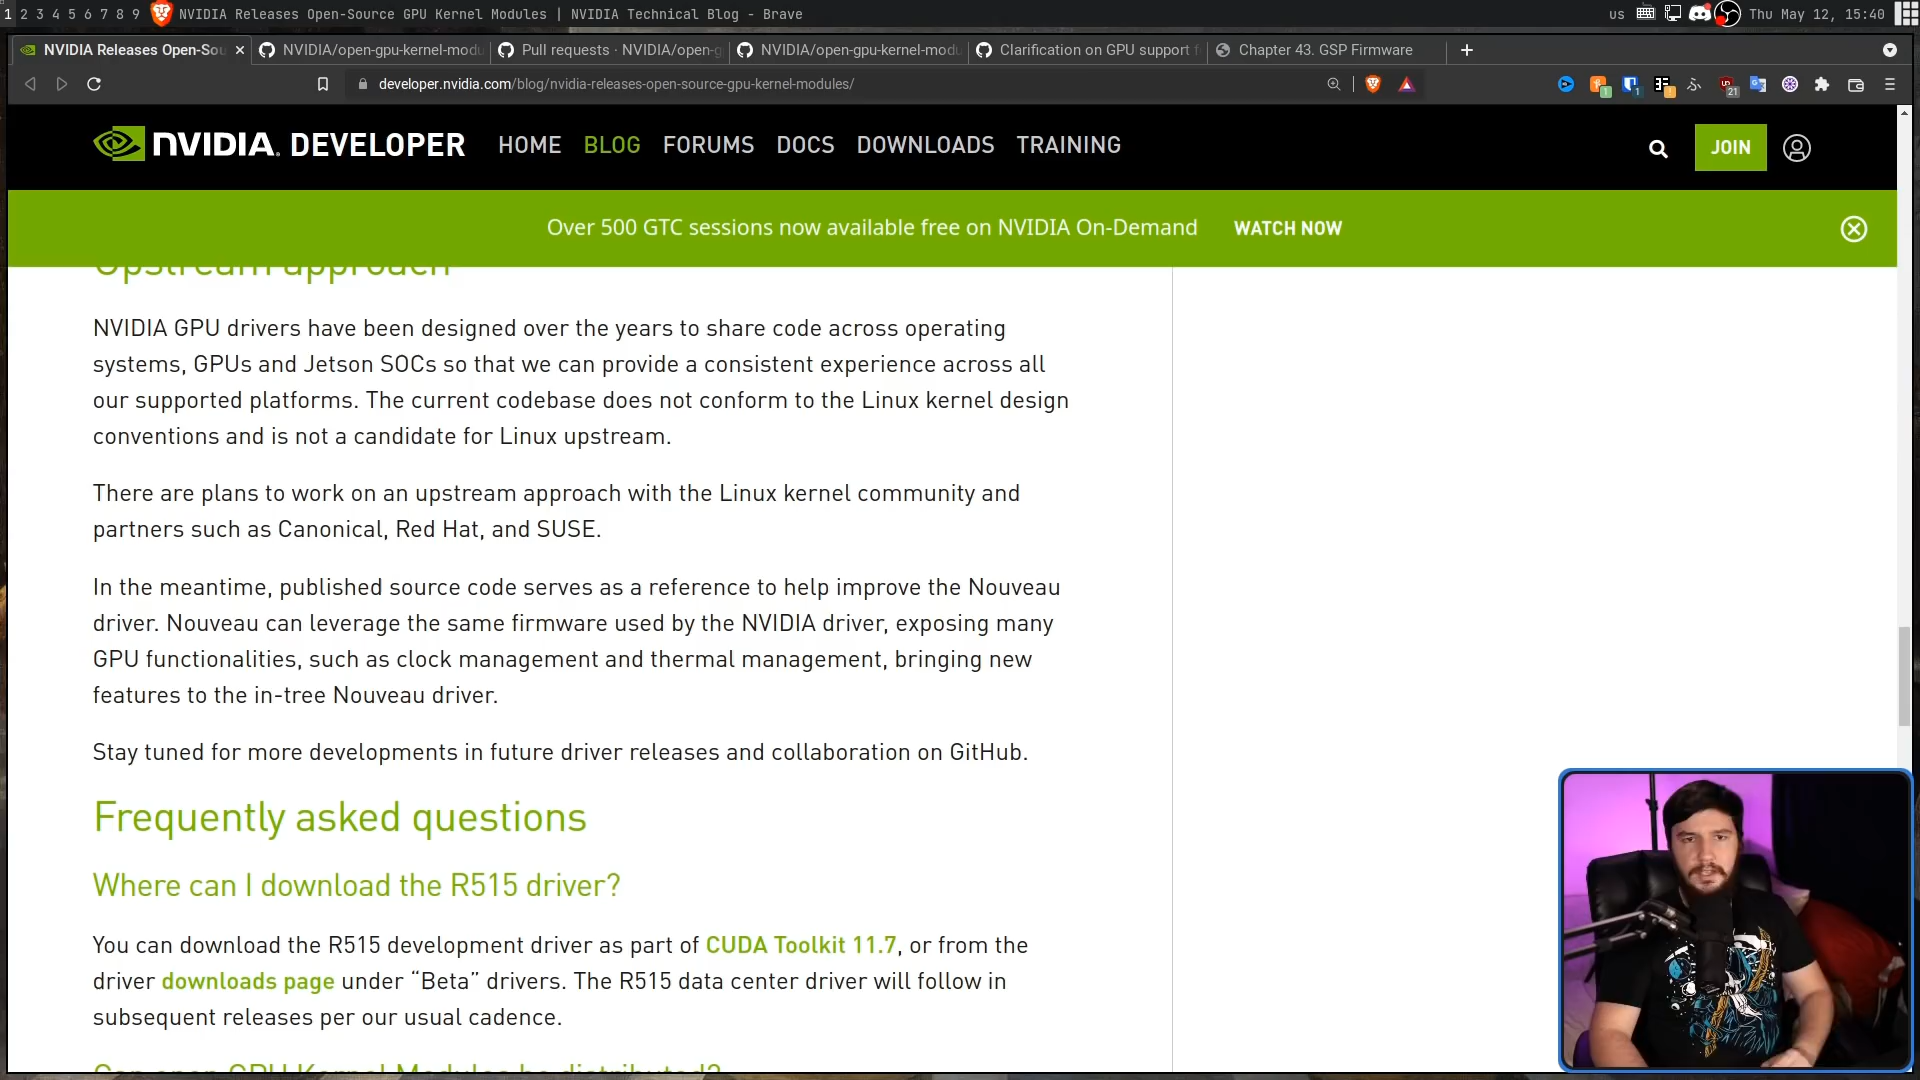 1 2 3 4 5 6 7 8 9 NVIDIA Releases Open-Source GPU Kernel Modules | NVIDIA Technical Blog - Brave us Thu May 12, 15:40
NVIDIA Releases Open-Sou NVIDIA/open-gpu-kernel-modu Pull requests · NVIDIA/open-g NVIDIA/open-gpu-kernel-modu Clarification on GPU support f Chapter 43. GSP Firmware
developer.nvidia.com/blog/nvidia-releases-open-source-gpu-kernel-modules/
NVIDIA. DEVELOPER HOME BLOG FORUMS DOCS DOWNLOADS TRAINING JOIN
Over 500 GTC sessions now available free on NVIDIA On-Demand WATCH NOW
Upstream approach
NVIDIA GPU drivers have been designed over the years to share code across operating
systems, GPUs and Jetson SOCs so that we can provide a consistent experience across all
our supported platforms. The current codebase does not conform to the Linux kernel design
conventions and is not a candidate for Linux upstream.
There are plans to work on an upstream approach with the Linux kernel community and
partners such as Canonical, Red Hat, and SUSE.
In the meantime, published source code serves as a reference to help improve the Nouveau
driver. Nouveau can leverage the same firmware used by the NVIDIA driver, exposing many
GPU functionalities, such as clock management and thermal management, bringing new
features to the in-tree Nouveau driver.
Stay tuned for more developments in future driver releases and collaboration on GitHub.
Frequently asked questions
Where can I download the R515 driver?
You can download the R515 development driver as part of CUDA Toolkit 11.7, or from the
driver downloads page under “Beta” drivers. The R515 data center driver will follow in
subsequent releases per our usual cadence.
Can open GPU Kernel Modules be distributed?